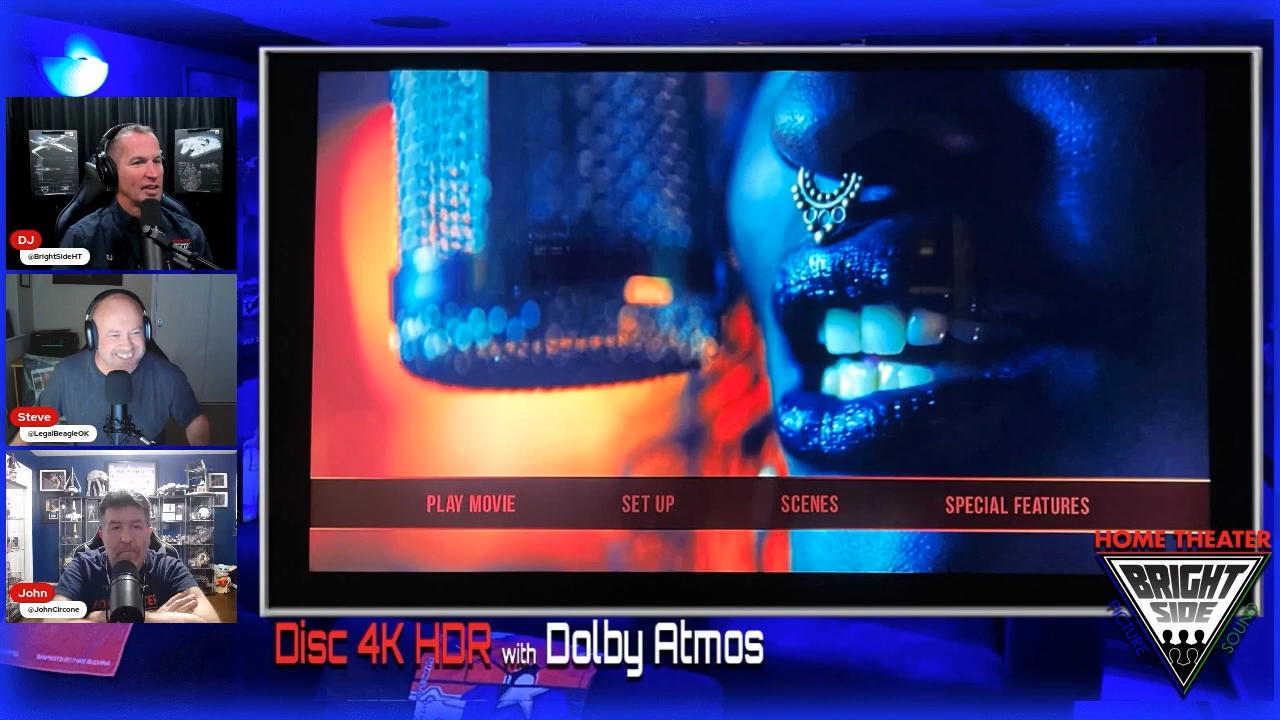 DJ
@BrightSideHT
Steve
@LegalBeagleOK
John
@JohnCircone
PLAY MOVIE
SET UP
SCENES
SPECIAL FEATURES
HOME THEATER
BRIGHT
SIDE
PICTURE
SOUND
Disc 4K HDR with Dolby Atmos